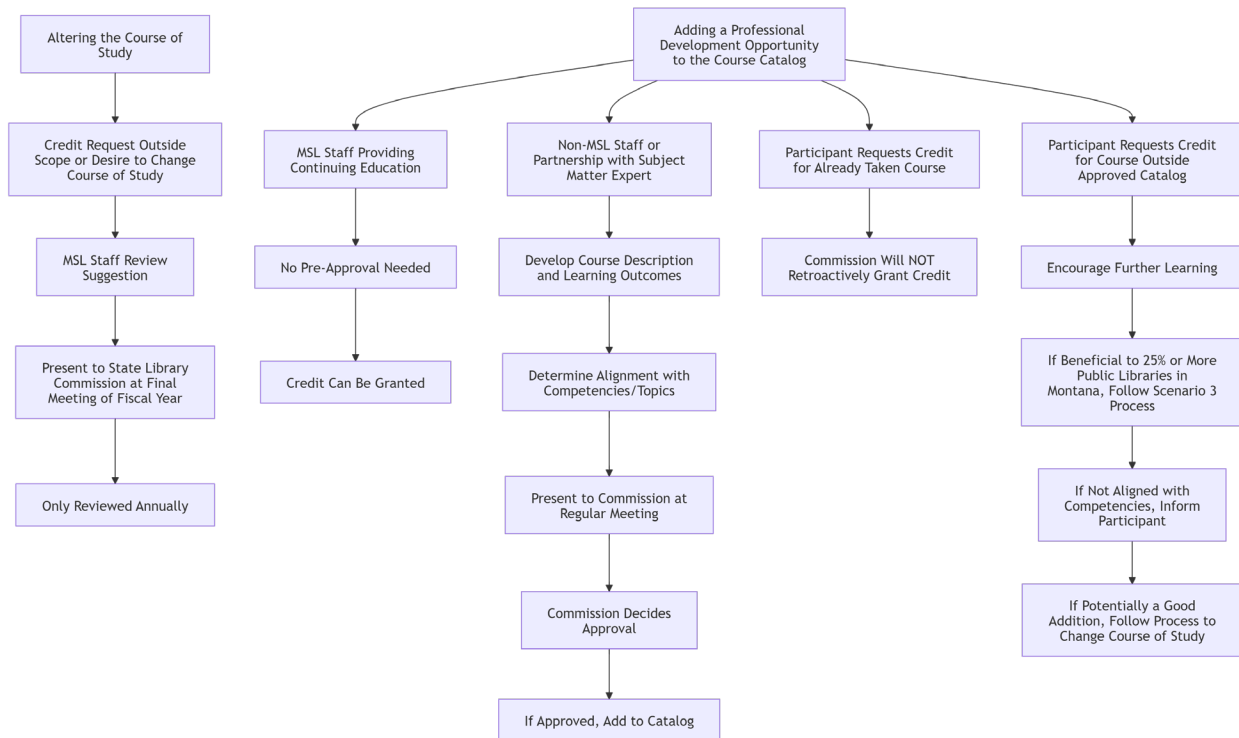 Altering the Course of
Study
Credit Request Outside
Scope or Desire to Change
Course of Study
MSL Staff Review
Suggestion
Present to State Library
Commission at Final
Meeting of Fiscal Year
Only Reviewed Annually
Adding a Professional
Development Opportunity
to the Course Catalog
MSL Staff Providing
Continuing Education
No Pre-Approval Needed
Credit Can Be Granted
Non-MSL Staff or
Partnership with Subject
Matter Expert
Develop Course Description
and Learning Outcomes
Determine Alignment with
Competencies/Topics
Present to Commission at
Regular Meeting
Commission Decides
Approval
If Approved, Add to Catalog
Participant Requests Credit
for Already Taken Course
Commission Will NOT
Retroactively Grant Credit
Participant Requests Credit
for Course Outside
Approved Catalog
Encourage Further Learning
If Beneficial to 25% or More
Public Libraries in
Montana, Follow Scenario 3
Process
If Not Aligned with
Competencies, Inform
Participant
If Potentially a Good
Addition, Follow Process to
Change Course of Study